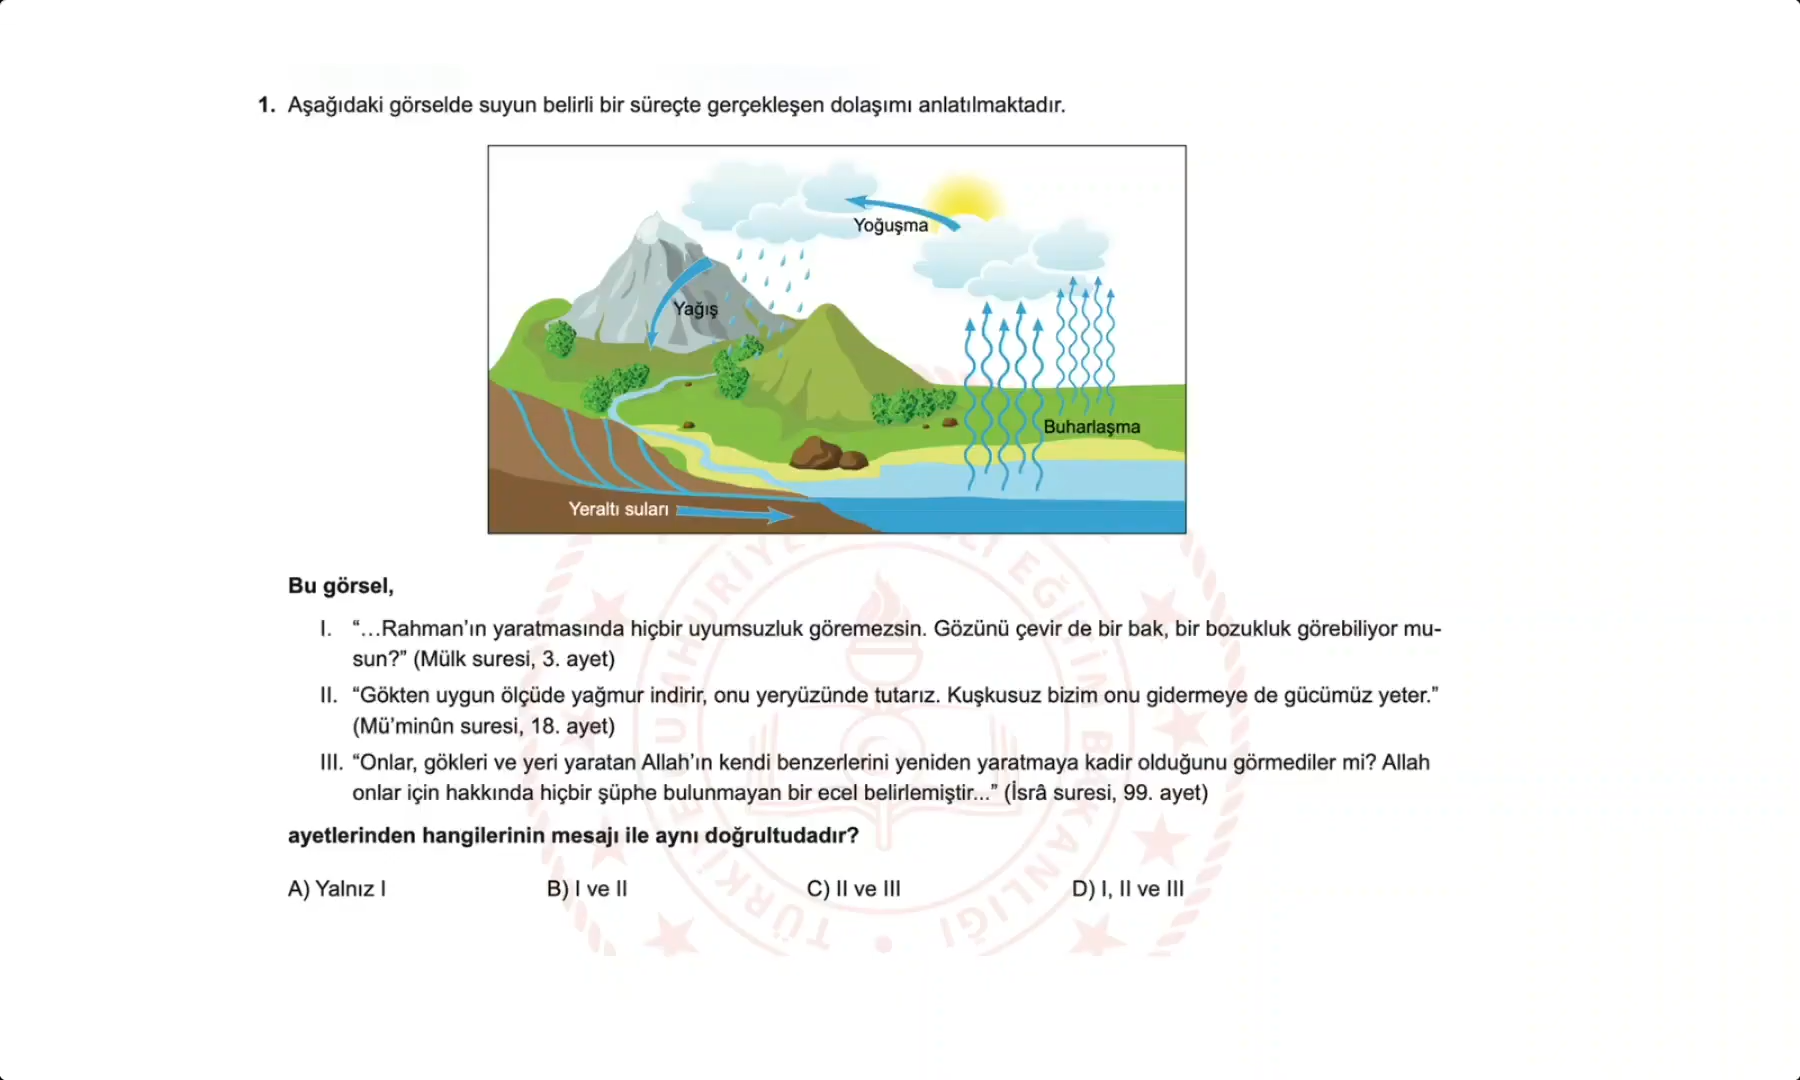 1. Aşağıdaki görselde suyun belirli bir süreçte gerçekleşen dolaşımı anlatılmaktadır.
Yoğuşma
Yağış
Buharlaşma
Yeraltı suları
Bu görsel,
I. “...Rahman’ın yaratmasında hiçbir uyumsuzluk göremezsin. Gözünü çevir de bir bak, bir bozukluk görebiliyor mu-
sun?” (Mülk suresi, 3. ayet)
II. “Gökten uygun ölçüde yağmur indirir, onu yeryüzünde tutarız. Kuşkusuz bizim onu gidermeye de gücümüz yeter.”
(Mü’minûn suresi, 18. ayet)
III. “Onlar, gökleri ve yeri yaratan Allah’ın kendi benzerlerini yeniden yaratmaya kadir olduğunu görmediler mi? Allah
onlar için hakkında hiçbir şüphe bulunmayan bir ecel belirlemiştir...” (İsrâ suresi, 99. ayet)
ayetlerinden hangilerinin mesajı ile aynı doğrultudadır?
A) Yalnız I B) I ve II C) II ve III D) I, II ve III